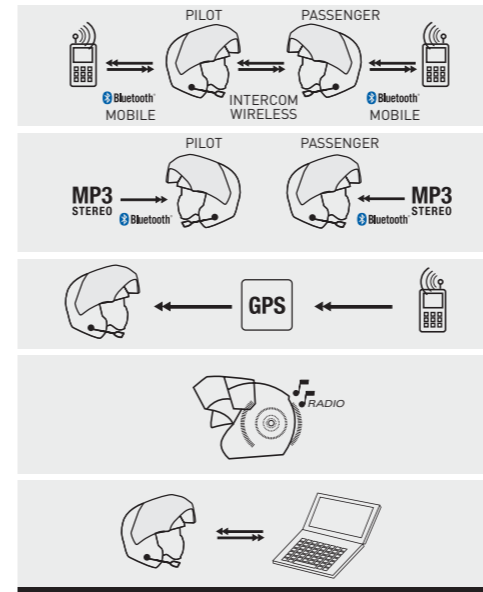 PILOT PASSENGER
Bluetooth INTERCOM Bluetooth
MOBILE WIRELESS MOBILE
PILOT PASSENGER
MP3 MP3
STEREO STEREO
Bluetooth Bluetooth
GPS
RADIO